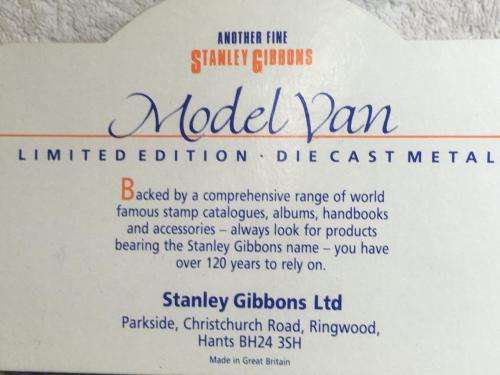 ANOTHER FINE
STANLEY GIBBONS
Model Van
LIMITED EDITION · DIE CAST METAL
Backed by a comprehensive range of world
famous stamp catalogues, albums, handbooks
and accessories – always look for products
bearing the Stanley Gibbons name – you have
over 120 years to rely on.
Stanley Gibbons Ltd
Parkside, Christchurch Road, Ringwood,
Hants BH24 3SH
Made in Great Britain